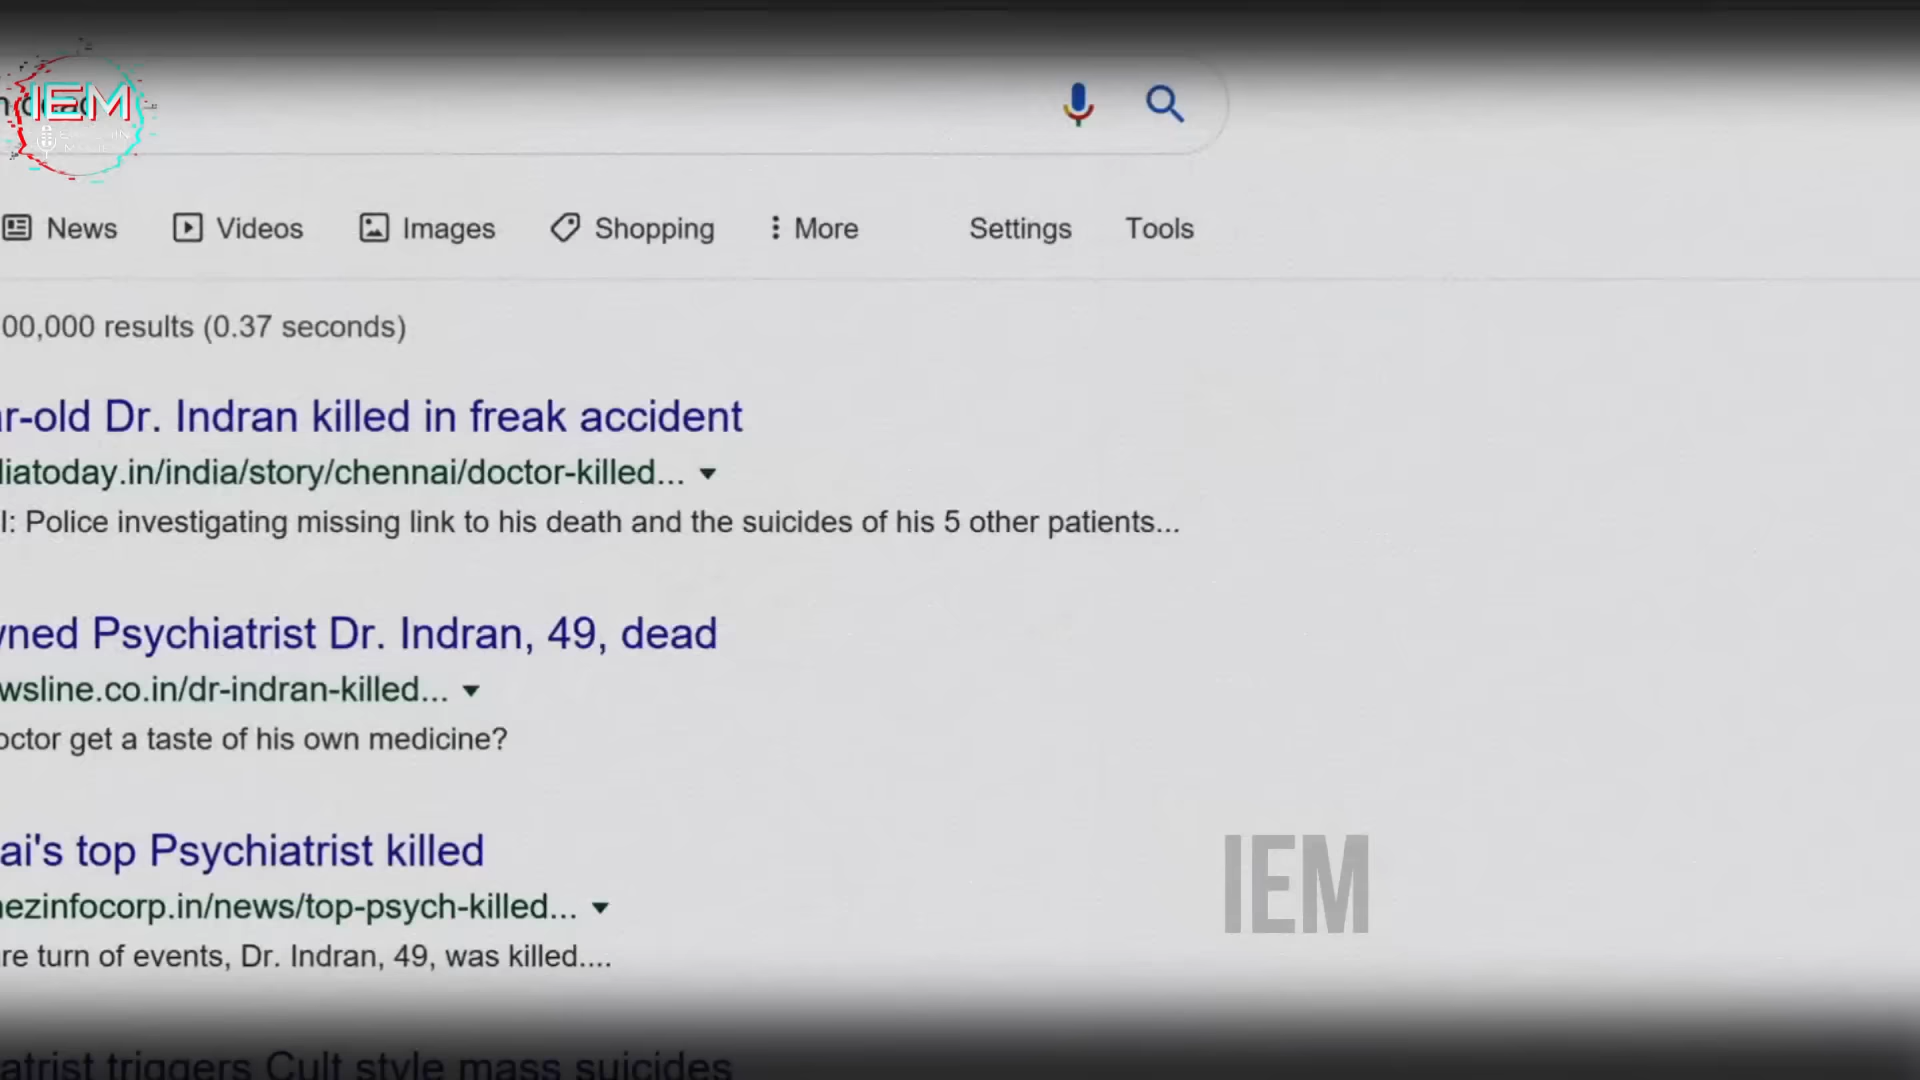 IEM
News Videos Images Shopping More Settings Tools
00,000 results (0.37 seconds)
r-old Dr. Indran killed in freak accident
liatoday.in/india/story/chennai/doctor-killed...
I: Police investigating missing link to his death and the suicides of his 5 other patients...
wned Psychiatrist Dr. Indran, 49, dead
wsline.co.in/dr-indran-killed...
octor get a taste of his own medicine?
ai's top Psychiatrist killed
nezinfocorp.in/news/top-psych-killed...
re turn of events, Dr. Indran, 49, was killed....
IEM
atrist triggers Cult style mass suicides